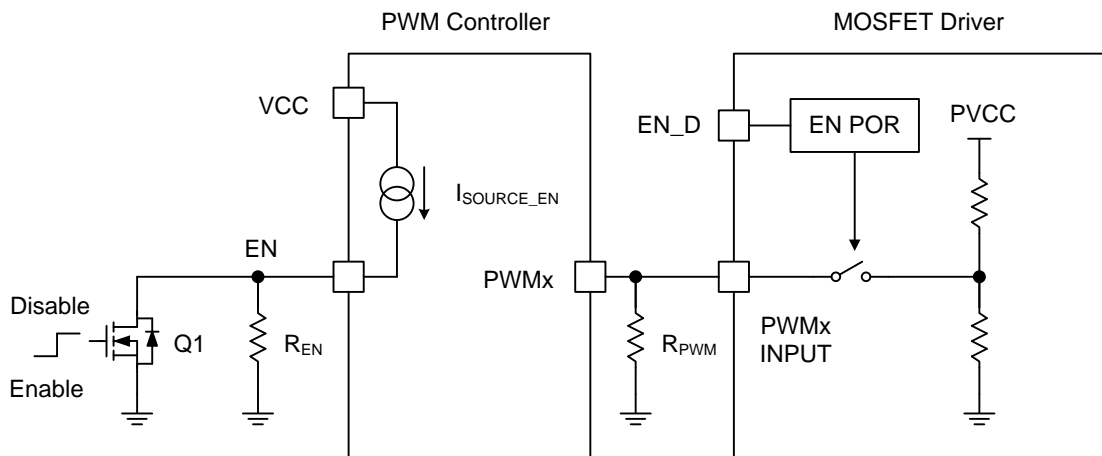 PWM Controller
MOSFET Driver
VCC
EN_D
EN POR
PVCC
ISOURCE_EN
EN
PWMx
Disable
Q1
REN
RPWM
PWMx
INPUT
Enable